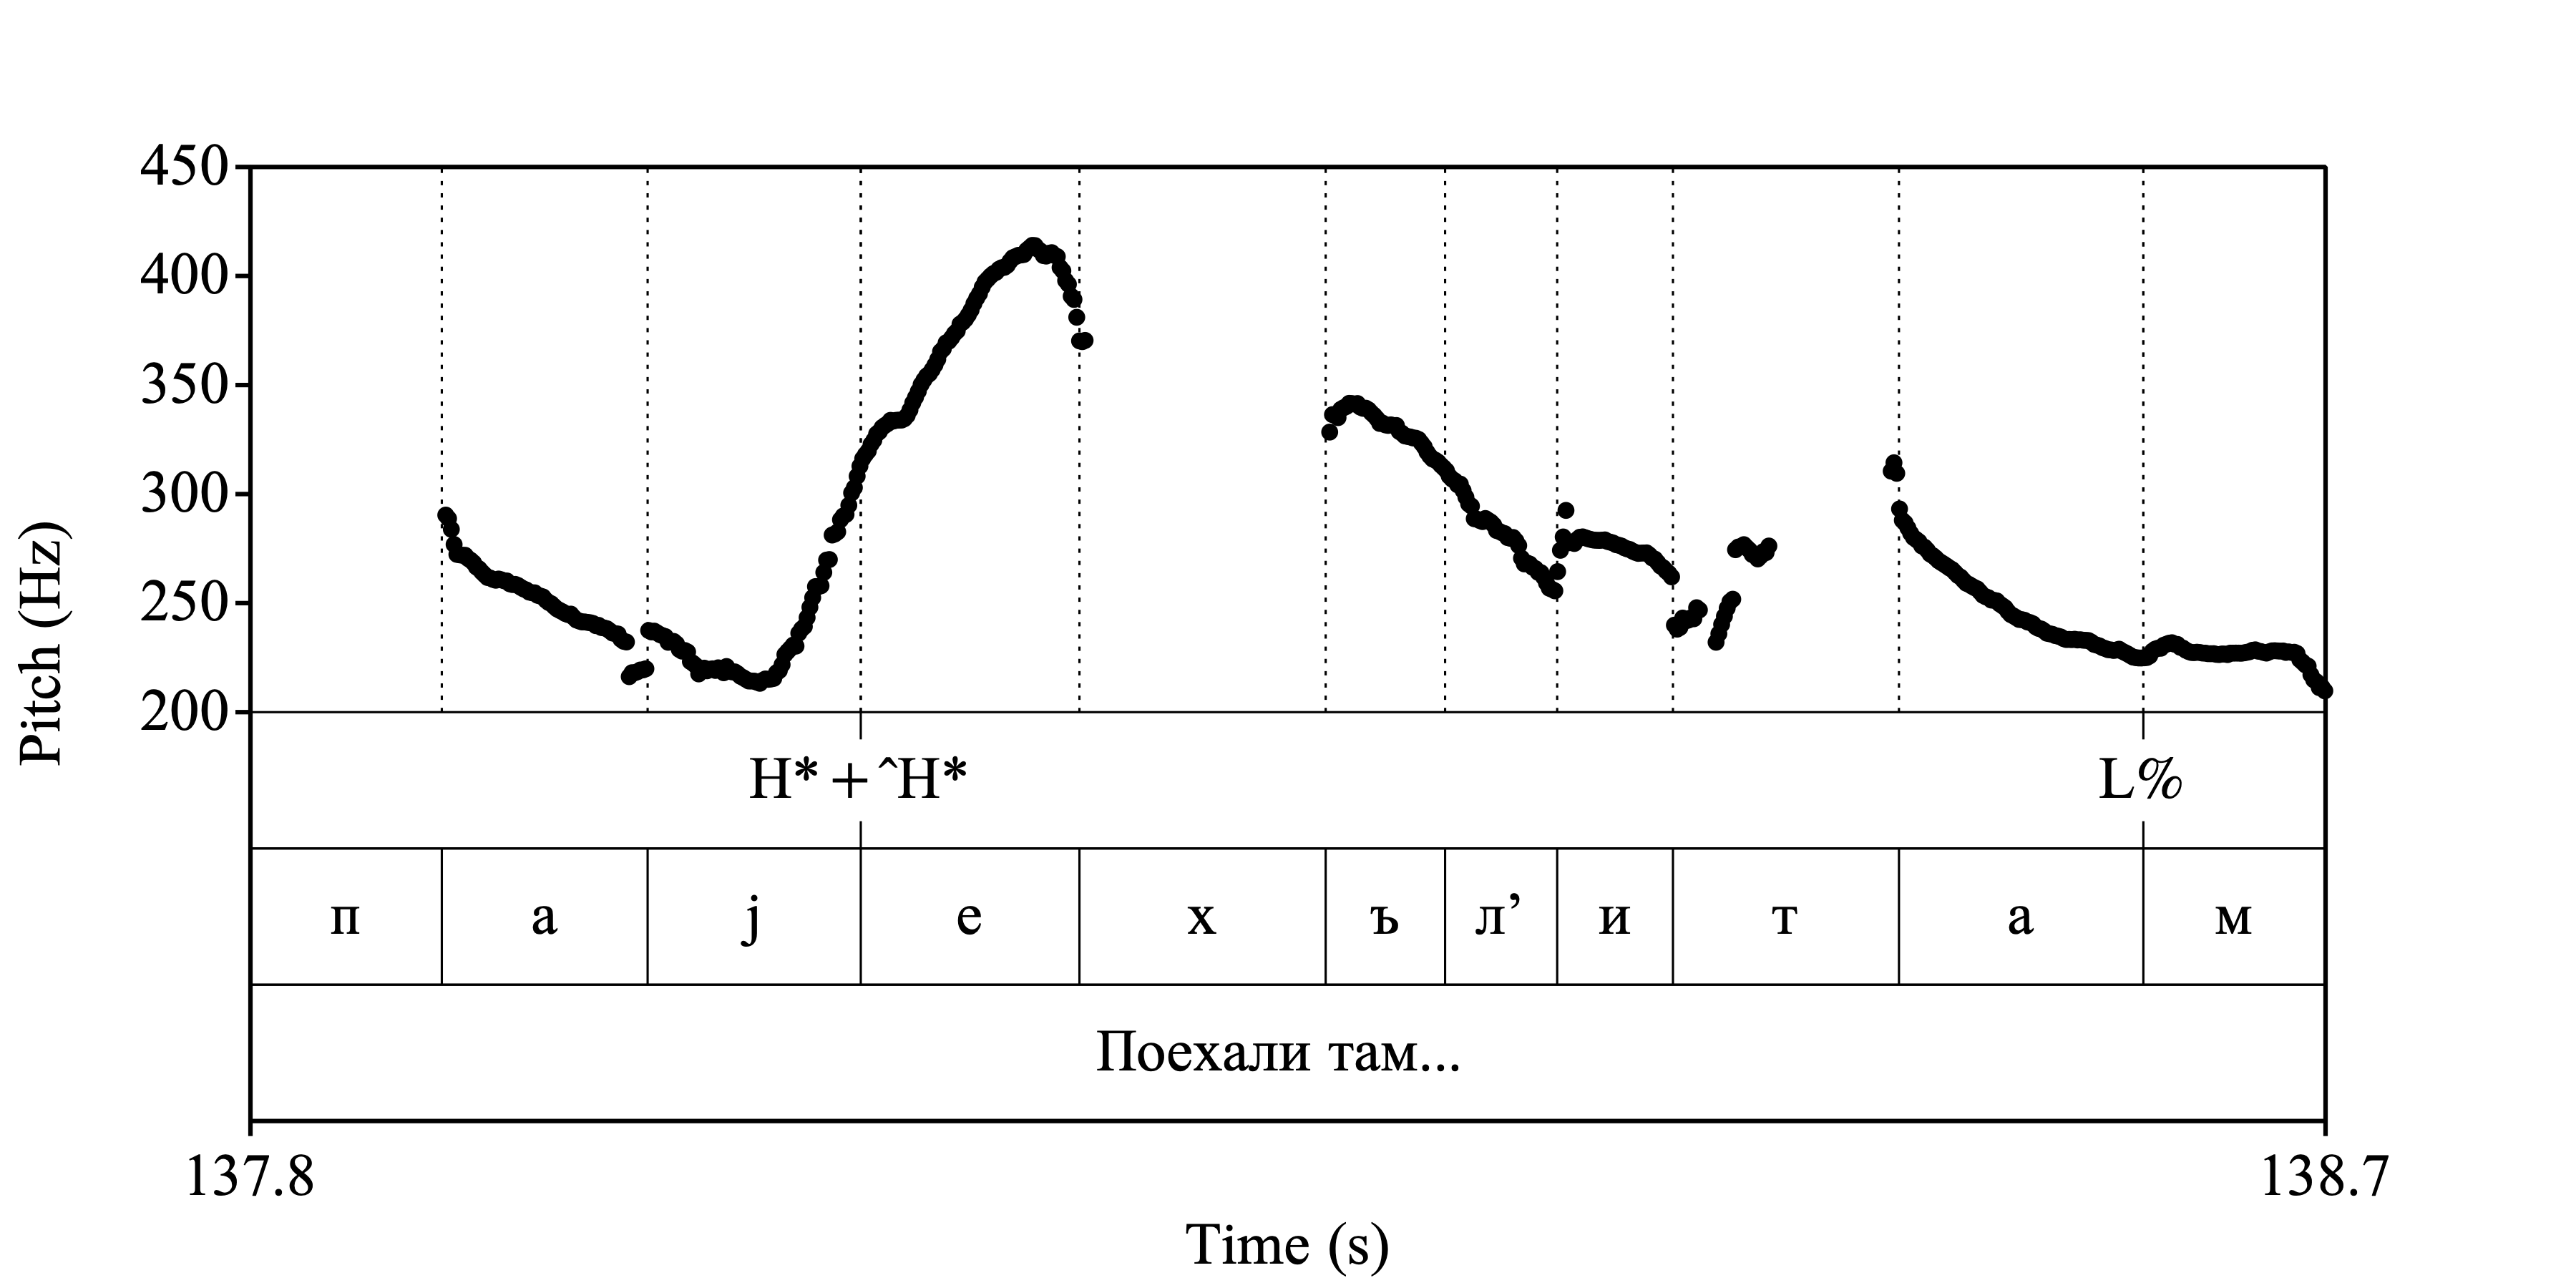 450
400
350
300
250
200
Pitch (Hz)
H* + ˆH* L%
п а j е х ъ л’ и т а м
Поехали там...
137.8 138.7
Time (s)